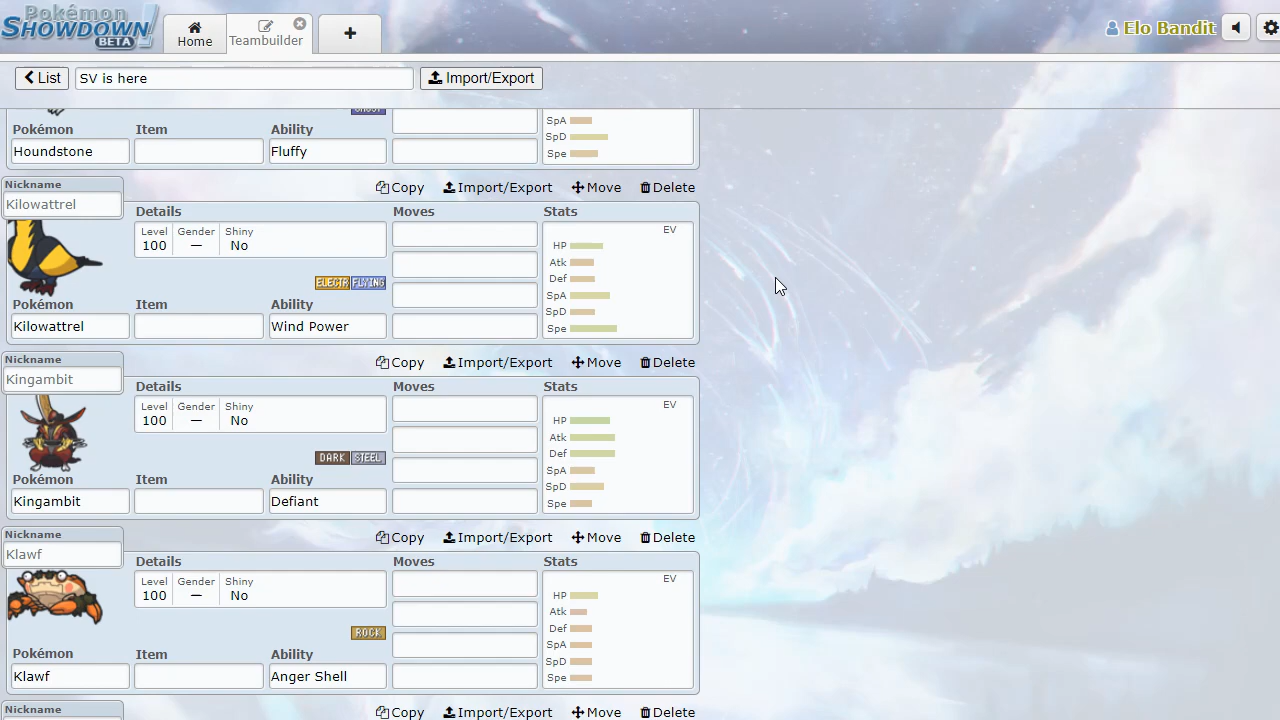 Pokémon
SHOWDOWN!
BETA
Home
Teambuilder
+
Elo Bandit
List
SV is here
Import/Export
Pokémon Item Ability
Houndstone Fluffy
SpA
SpD
Spe
Copy Import/Export Move Delete
Nickname
Kilowattrel
Details Moves Stats
Level Gender Shiny
100 — No
EV
HP
Atk
Def
SpA
SpD
Spe
ELECTR FLYING
Pokémon Item Ability
Kilowattrel Wind Power
Copy Import/Export Move Delete
Nickname
Kingambit
Details Moves Stats
Level Gender Shiny
100 — No
EV
HP
Atk
Def
SpA
SpD
Spe
DARK STEEL
Pokémon Item Ability
Kingambit Defiant
Copy Import/Export Move Delete
Nickname
Klawf
Details Moves Stats
Level Gender Shiny
100 — No
EV
HP
Atk
Def
SpA
SpD
Spe
ROCK
Pokémon Item Ability
Klawf Anger Shell
Copy Import/Export Move Delete
Nickname